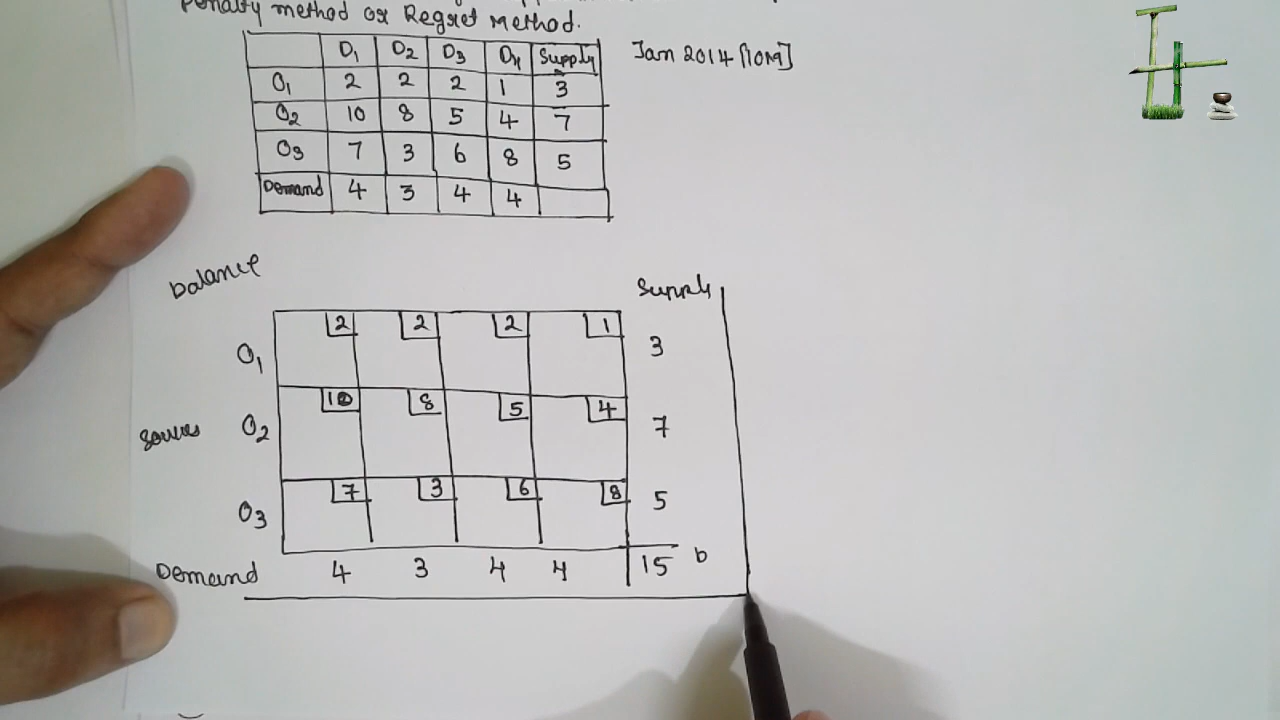 Penalty method or Regret Method.
D1 D2 D3 D4 Supply
Jan 2014 [10M]
O1 2 2 2 1 3
O2 10 8 5 4 7
O3 7 3 6 8 5
Demand 4 3 4 4
balance
Supply
O1 2 2 2 1 3
O2 10 8 5 4 7
O3 7 3 6 8 5
Demand 4 3 4 4 15 b